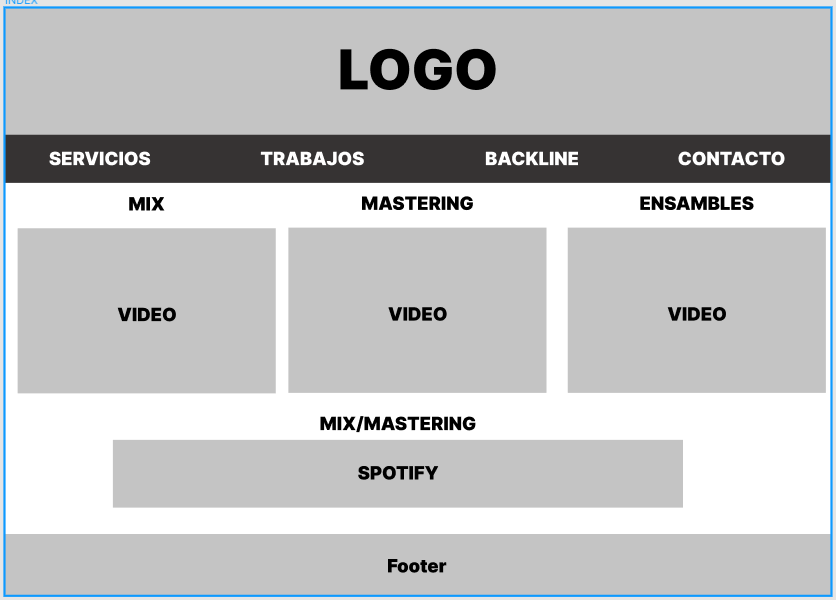 INDEX
LOGO
SERVICIOS TRABAJOS BACKLINE CONTACTO
MIX MASTERING ENSAMBLES
VIDEO VIDEO VIDEO
MIX/MASTERING
SPOTIFY
Footer